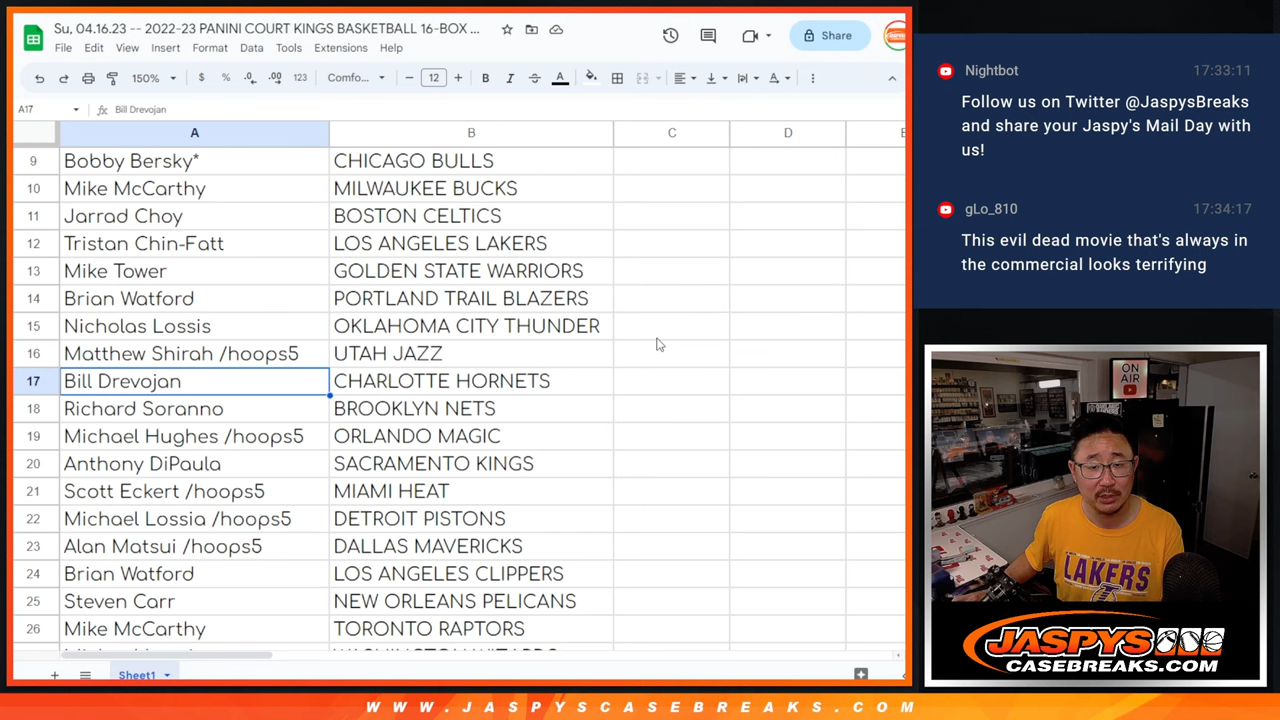 Su, 04.16.23 -- 2022-23 PANINI COURT KINGS BASKETBALL 16-BOX ...
File Edit View Insert Format Data Tools Extensions Help
Share
150% $ % .0 .00 123 Comfo... - 12 + B I S A
A17 fx Bill Drevojan
A B C D
9 Bobby Bersky* CHICAGO BULLS
10 Mike McCarthy MILWAUKEE BUCKS
11 Jarrad Choy BOSTON CELTICS
12 Tristan Chin-Fatt LOS ANGELES LAKERS
13 Mike Tower GOLDEN STATE WARRIORS
14 Brian Watford PORTLAND TRAIL BLAZERS
15 Nicholas Lossis OKLAHOMA CITY THUNDER
16 Matthew Shirah /hoops5 UTAH JAZZ
17 Bill Drevojan CHARLOTTE HORNETS
18 Richard Soranno BROOKLYN NETS
19 Michael Hughes /hoops5 ORLANDO MAGIC
20 Anthony DiPaula SACRAMENTO KINGS
21 Scott Eckert /hoops5 MIAMI HEAT
22 Michael Lossia /hoops5 DETROIT PISTONS
23 Alan Matsui /hoops5 DALLAS MAVERICKS
24 Brian Watford LOS ANGELES CLIPPERS
25 Steven Carr NEW ORLEANS PELICANS
26 Mike McCarthy TORONTO RAPTORS
Sheet1
Nightbot 17:33:11
Follow us on Twitter @JaspysBreaks
and share your Jaspy's Mail Day with
us!
gLo_810 17:34:17
This evil dead movie that's always in
the commercial looks terrifying
ON
AIR
LAKERS
JASPYS
CASEBREAKS.COM
WWW.JASPYSCASEBREAKS.COM